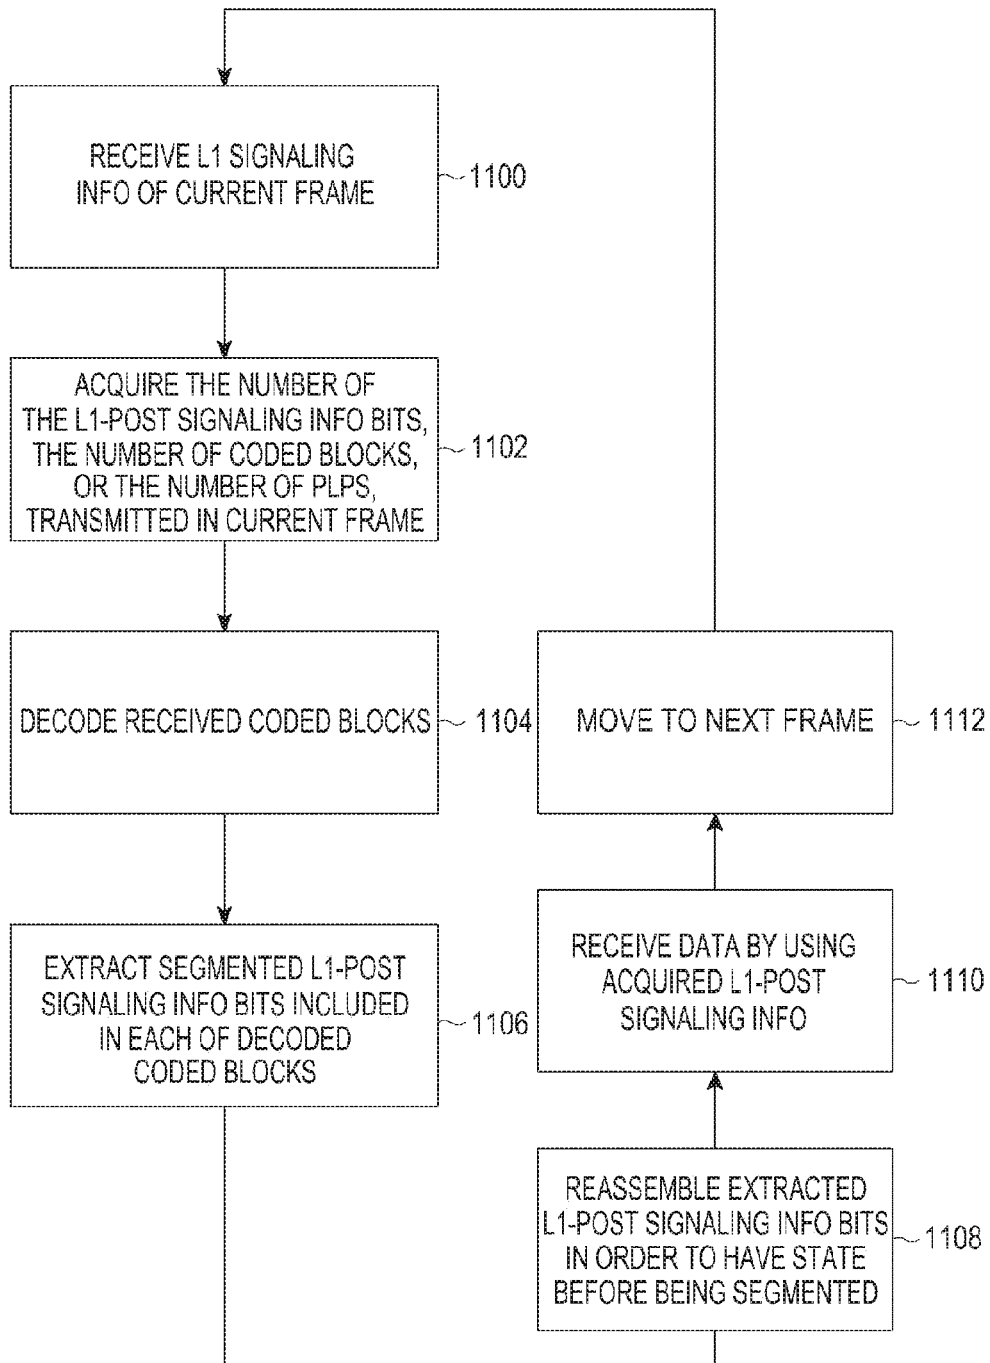 RECEIVE L1 SIGNALING
INFO OF CURRENT FRAME
1100
ACQUIRE THE NUMBER OF
THE L1-POST SIGNALING INFO BITS,
THE NUMBER OF CODED BLOCKS,
OR THE NUMBER OF PLPS,
TRANSMITTED IN CURRENT FRAME
1102
DECODE RECEIVED CODED BLOCKS
1104
EXTRACT SEGMENTED L1-POST
SIGNALING INFO BITS INCLUDED
IN EACH OF DECODED
CODED BLOCKS
1106
REASSEMBLE EXTRACTED
L1-POST SIGNALING INFO BITS
IN ORDER TO HAVE STATE
BEFORE BEING SEGMENTED
1108
RECEIVE DATA BY USING
ACQUIRED L1-POST
SIGNALING INFO
1110
MOVE TO NEXT FRAME
1112